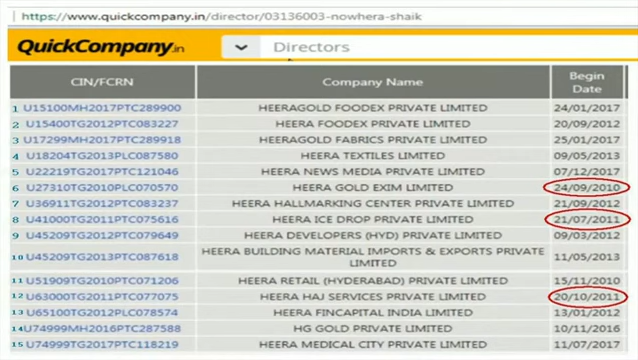 https://www.quickcompany.in/director/03136003-nowhera-shaik
QuickCompany.in Directors
CIN/FCRN Company Name Begin Date
1 U15100MH2017PTC289900 HEERAGOLD FOODEX PRIVATE LIMITED 24/01/2017
2 U15400TG2012PTC083227 HEERA FOODEX PRIVATE LIMITED 20/09/2012
3 U17299MH2017PTC289918 HEERAGOLD FABRICS PRIVATE LIMITED 25/01/2017
4 U18204TG2013PLC087580 HEERA TEXTILES LIMITED 09/05/2013
5 U22219TG2017PTC121046 HEERA NEWS MEDIA PRIVATE LIMITED 07/12/2017
6 U27310TG2010PLC070570 HEERA GOLD EXIM LIMITED 24/09/2010
7 U36911TG2012PTC083237 HEERA HALLMARKING CENTER PRIVATE LIMITED 21/09/2012
8 U41000TG2011PTC075616 HEERA ICE DROP PRIVATE LIMITED 21/07/2011
9 U45209TG2012PTC079649 HEERA DEVELOPERS (HYD) PRIVATE LIMITED 09/03/2012
10 U45209TG2013PTC087618 HEERA BUILDING MATERIAL IMPORTS & EXPORTS PRIVATE LIMITED 11/05/2013
11 U51909TG2010PTC071206 HEERA RETAIL (HYDERABAD) PRIVATE LIMITED 15/11/2010
12 U63000TG2011PTC077075 HEERA HAJ SERVICES PRIVATE LIMITED 20/10/2011
13 U65100TG2012PLC078574 HEERA FINCAPITAL INDIA LIMITED 13/01/2012
14 U74999MH2016PTC287588 HG GOLD PRIVATE LIMITED 10/11/2016
15 U74999TG2017PTC118219 HEERA MEDICAL CITY PRIVATE LIMITED 11/07/2017